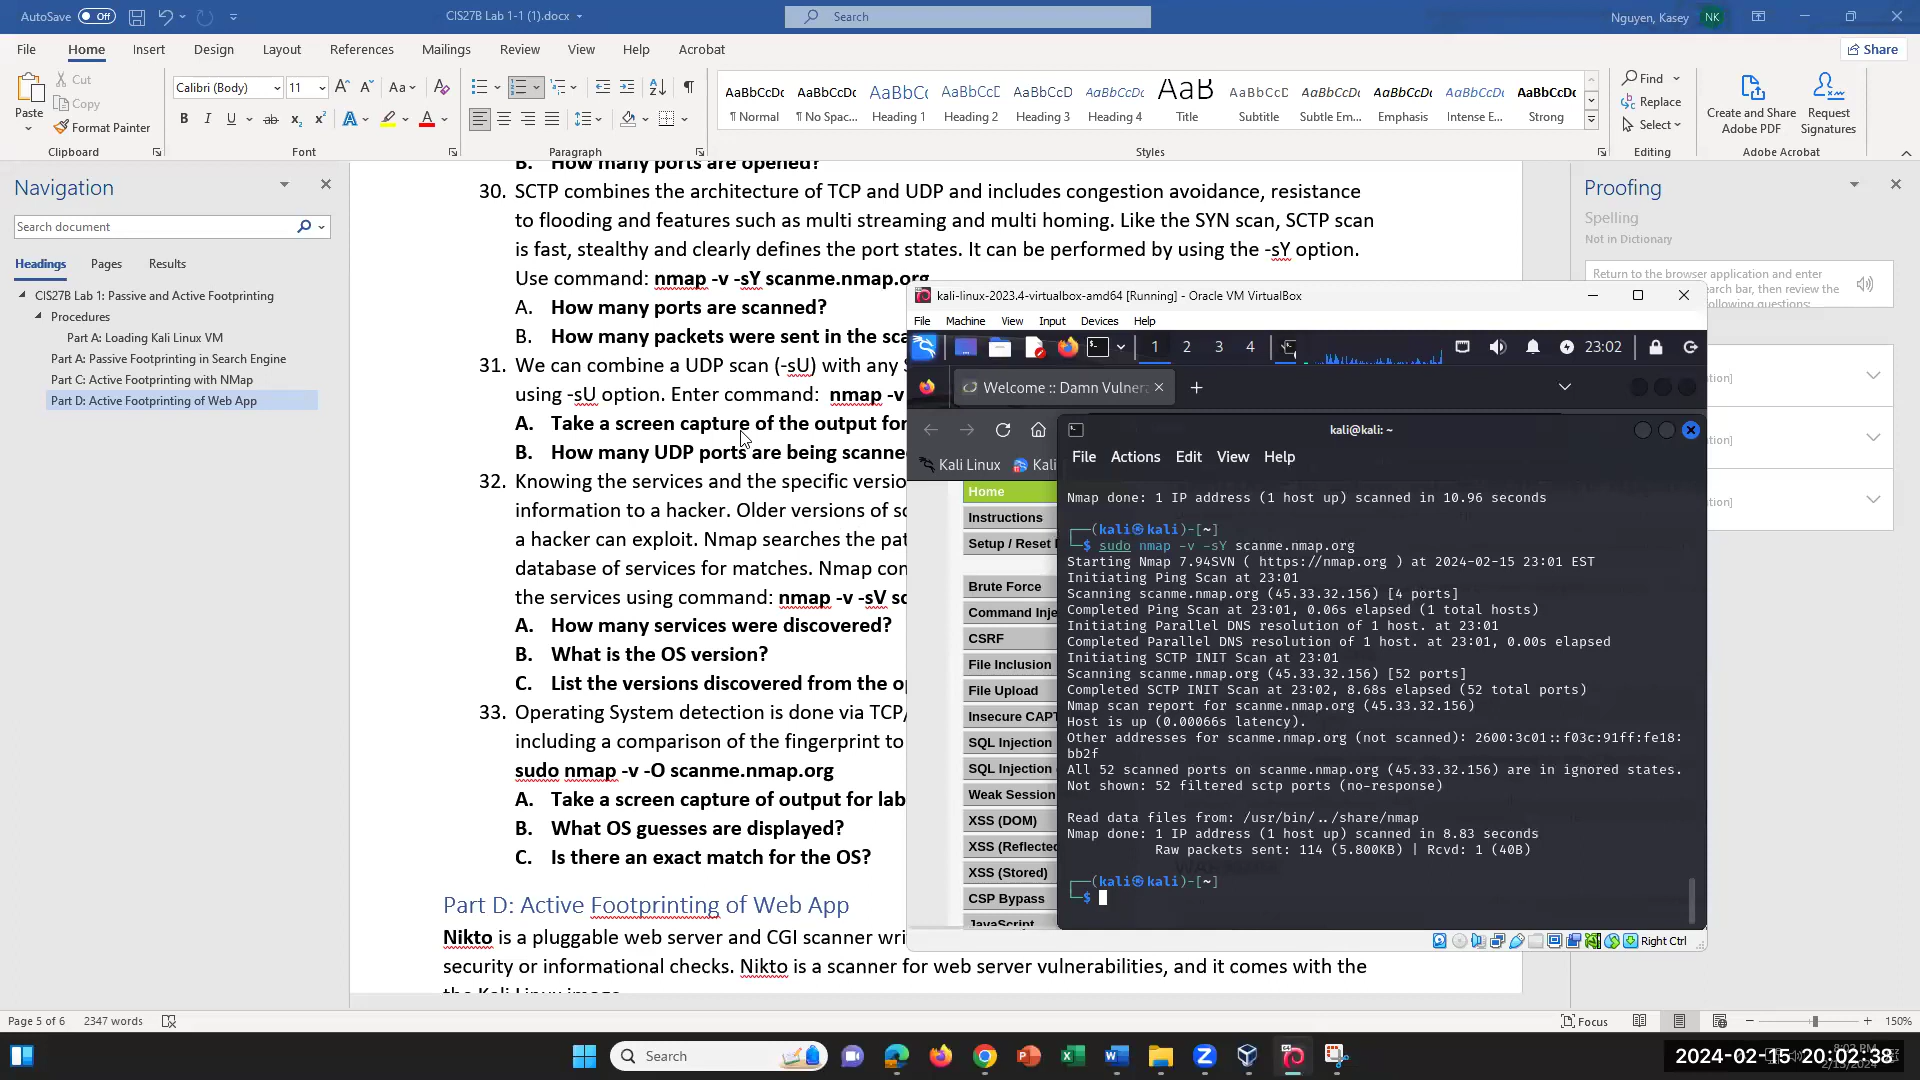 AutoSave Off
CIS27B Lab 1-1 (1).docx
Search
Nguyen, Kasey NK
File Home Insert Design Layout References Mailings Review View Help Acrobat
Share
Paste
Cut
Copy
Format Painter
Calibri (Body) 11
AaBbCcDc AaBbCcDc AaBbCc AaBbCcD AaBbCcDc AaBbCcDc AaB AaBbCcD AaBbCcDc AaBbCcDc AaBbCcDc AaBbCcDc
¶ Normal ¶ No Spac... Heading 1 Heading 2 Heading 3 Heading 4 Title Subtitle Subtle Em... Emphasis Intense E... Strong
Find
Replace
Select
Create and Share Adobe PDF
Request Signatures
Clipboard Font Paragraph Styles Editing Adobe Acrobat
Navigation
Search document
Headings Pages Results
CIS27B Lab 1: Passive and Active Footprinting
Procedures
Part A: Loading Kali Linux VM
Part A: Passive Footprinting in Search Engine
Part C: Active Footprinting with NMap
Part D: Active Footprinting of Web App
B. How many ports are opened?
30. SCTP combines the architecture of TCP and UDP and includes congestion avoidance, resistance
to flooding and features such as multi streaming and multi homing. Like the SYN scan, SCTP scan
is fast, stealthy and clearly defines the port states. It can be performed by using the -sY option.
Use command: nmap -v -sY scanme.nmap.org
A. How many ports are scanned?
B. How many packets were sent in the sca
31. We can combine a UDP scan (-sU) with any S
using -sU option. Enter command: nmap -v
A. Take a screen capture of the output for
B. How many UDP ports are being scanne
32. Knowing the services and the specific versio
information to a hacker. Older versions of so
a hacker can exploit. Nmap searches the pat
database of services for matches. Nmap con
the services using command: nmap -v -sV sc
A. How many services were discovered?
B. What is the OS version?
C. List the versions discovered from the op
33. Operating System detection is done via TCP/
including a comparison of the fingerprint to
sudo nmap -v -O scanme.nmap.org
A. Take a screen capture of output for lab
B. What OS guesses are displayed?
C. Is there an exact match for the OS?
Part D: Active Footprinting of Web App
Nikto is a pluggable web server and CGI scanner wri
security or informational checks. Nikto is a scanner for web server vulnerabilities, and it comes with the
the Kali Linux image
Proofing
Spelling
Not in Dictionary
Return to the browser application and enter
earch bar, then review the
ollowing questions:
ition]
ition]
ition]
kali-linux-2023.4-virtualbox-amd64 [Running] - Oracle VM VirtualBox
File Machine View Input Devices Help
1 2 3 4
23:02
Welcome :: Damn Vulnera
Kali Linux
Kali
Home
Instructions
Setup / Reset
Brute Force
Command Inje
CSRF
File Inclusion
File Upload
Insecure CAPT
SQL Injection
SQL Injection
Weak Session
XSS (DOM)
XSS (Reflected
XSS (Stored)
CSP Bypass
JavaScript
kali@kali: ~
File Actions Edit View Help
Nmap done: 1 IP address (1 host up) scanned in 10.96 seconds
(kali㉿kali)-[~]
$ sudo nmap -v -sY scanme.nmap.org
Starting Nmap 7.94SVN ( https://nmap.org ) at 2024-02-15 23:01 EST
Initiating Ping Scan at 23:01
Scanning scanme.nmap.org (45.33.32.156) [4 ports]
Completed Ping Scan at 23:01, 0.06s elapsed (1 total hosts)
Initiating Parallel DNS resolution of 1 host. at 23:01
Completed Parallel DNS resolution of 1 host. at 23:01, 0.00s elapsed
Initiating SCTP INIT Scan at 23:01
Scanning scanme.nmap.org (45.33.32.156) [52 ports]
Completed SCTP INIT Scan at 23:02, 8.68s elapsed (52 total ports)
Nmap scan report for scanme.nmap.org (45.33.32.156)
Host is up (0.00066s latency).
Other addresses for scanme.nmap.org (not scanned): 2600:3c01::f03c:91ff:fe18:
bb2f
All 52 scanned ports on scanme.nmap.org (45.33.32.156) are in ignored states.
Not shown: 52 filtered sctp ports (no-response)
Read data files from: /usr/bin/../share/nmap
Nmap done: 1 IP address (1 host up) scanned in 8.83 seconds
Raw packets sent: 114 (5.800KB) | Rcvd: 1 (40B)
(kali㉿kali)-[~]
$
Right Ctrl
Page 5 of 6 2347 words
Focus
150%
Search
2024-02-15 20:02:38